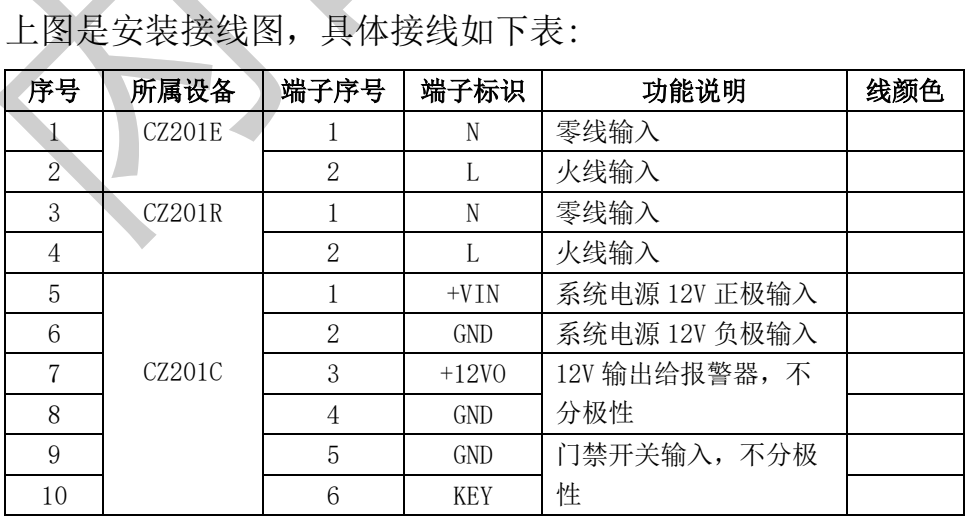 上图是安装接线图，具体接线如下表:
序号 所属设备 端子序号 端子标识 功能说明 线颜色
1 CZ201E 1 N 零线输入
2 2 L 火线输入
3 CZ201R 1 N 零线输入
4 2 L 火线输入
5 1 +VIN 系统电源 12V 正极输入
6 2 GND 系统电源 12V 负极输入
7 CZ201C 3 +12VO 12V 输出给报警器，不
8 4 GND 分极性
9 5 GND 门禁开关输入，不分极
10 6 KEY 性